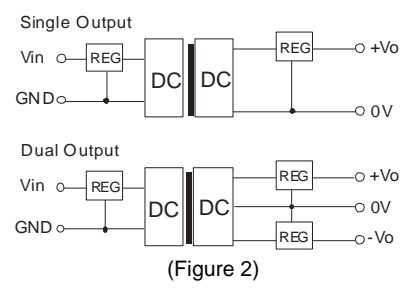 Single Output
Vin REG DC DC REG +Vo
GND 0V
Dual Output
Vin REG DC DC REG +Vo
GND 0V
REG -Vo
(Figure 2)